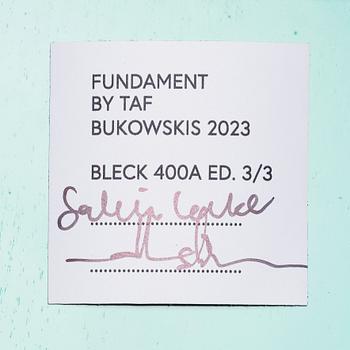 FUNDAMENT
BY TAF
BUKOWSKIS 2023
BLECK 400A ED. 3/3